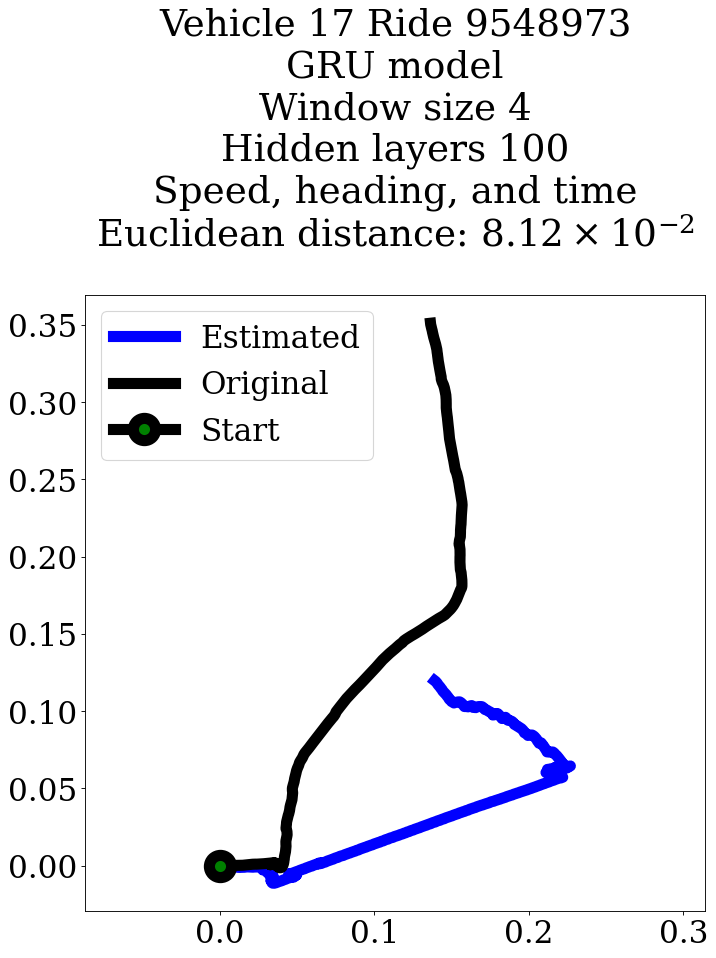 Vehicle 17 Ride 9548973
GRU model
Window size 4
Hidden layers 100
Speed, heading, and time
Euclidean distance: 8.12 × 10⁻²
Estimated
Original
Start
0.35
0.30
0.25
0.20
0.15
0.10
0.05
0.00
0.0 0.1 0.2 0.3